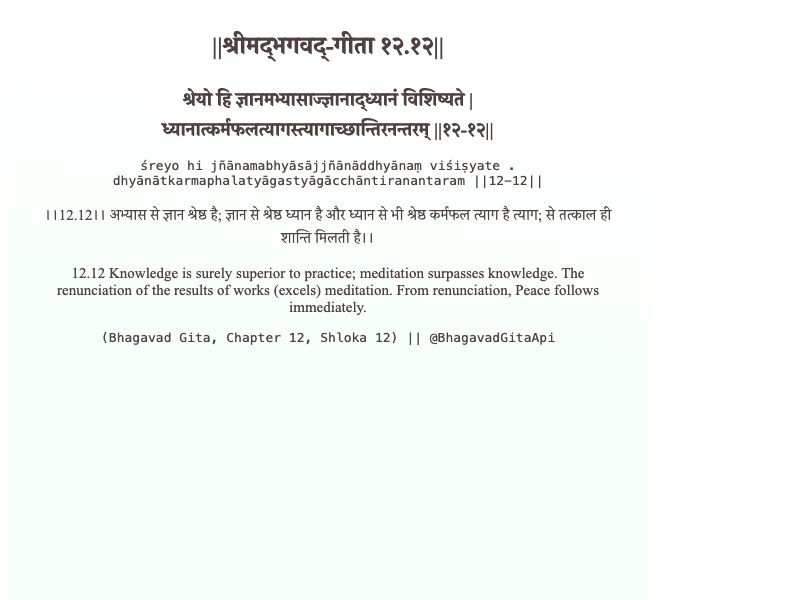 ||श्रीमद्‍भगवद्‍-गीता १२.१२||
श्रेयो हि ज्ञानमभ्यासाज्ज्ञानाद्ध्यानं विशिष्यते |
ध्यानात्कर्मफलत्यागस्त्यागाच्छान्तिरनन्तरम् ||१२-१२||
śreyo hi jñānamabhyāsājjñānāddhyānaṃ viśiṣyate .
dhyānātkarmaphalatyāgastyāgācchāntiranantaram ||12-12||
।।12.12।। अभ्यास से ज्ञान श्रेष्ठ है; ज्ञान से श्रेष्ठ ध्यान है और ध्यान से भी श्रेष्ठ कर्मफल त्याग है त्याग; से तत्काल ही
शान्ति मिलती है।।
12.12 Knowledge is surely superior to practice; meditation surpasses knowledge. The
renunciation of the results of works (excels) meditation. From renunciation, Peace follows
immediately.
(Bhagavad Gita, Chapter 12, Shloka 12) || @BhagavadGitaApi